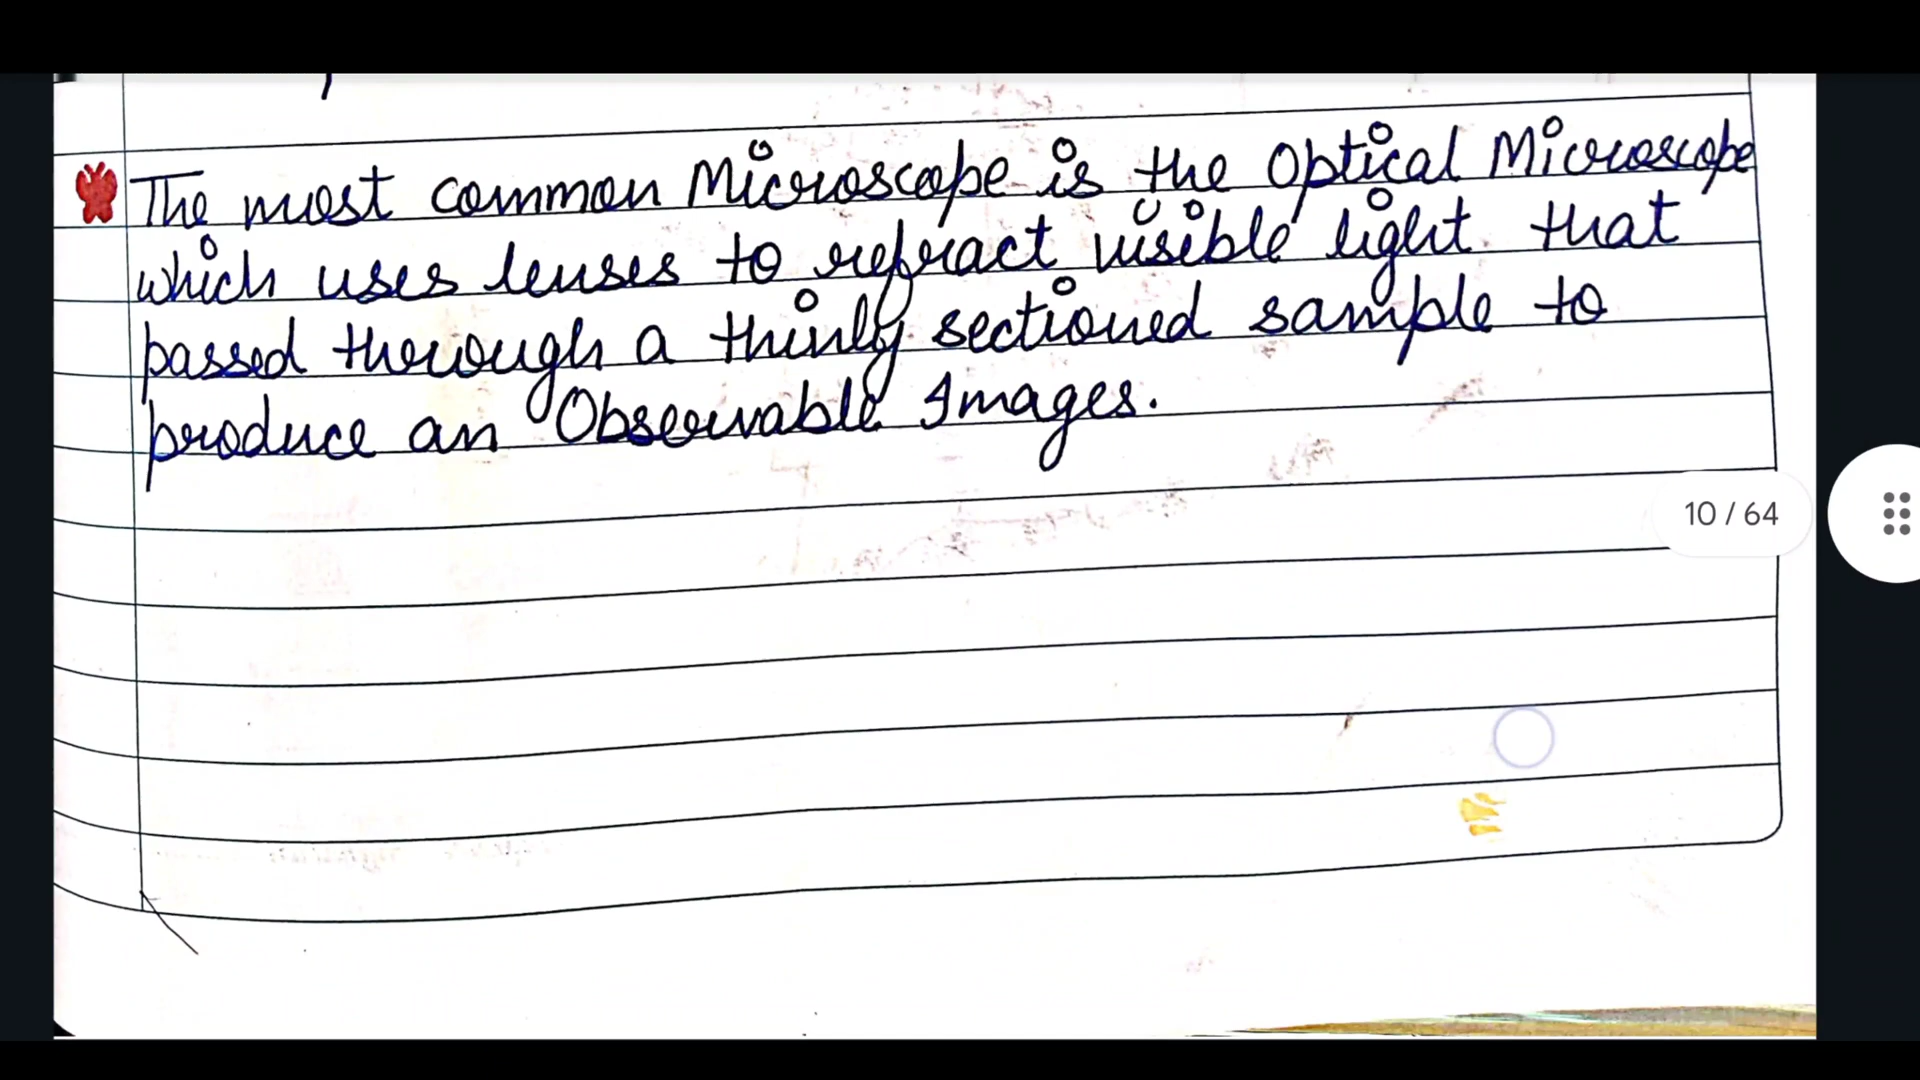 The most common Microscope is the Optical Microscope
which uses lenses to refract visible light that
passed through a thinly sectioned sample to
produce an Observable Images.
10 / 64